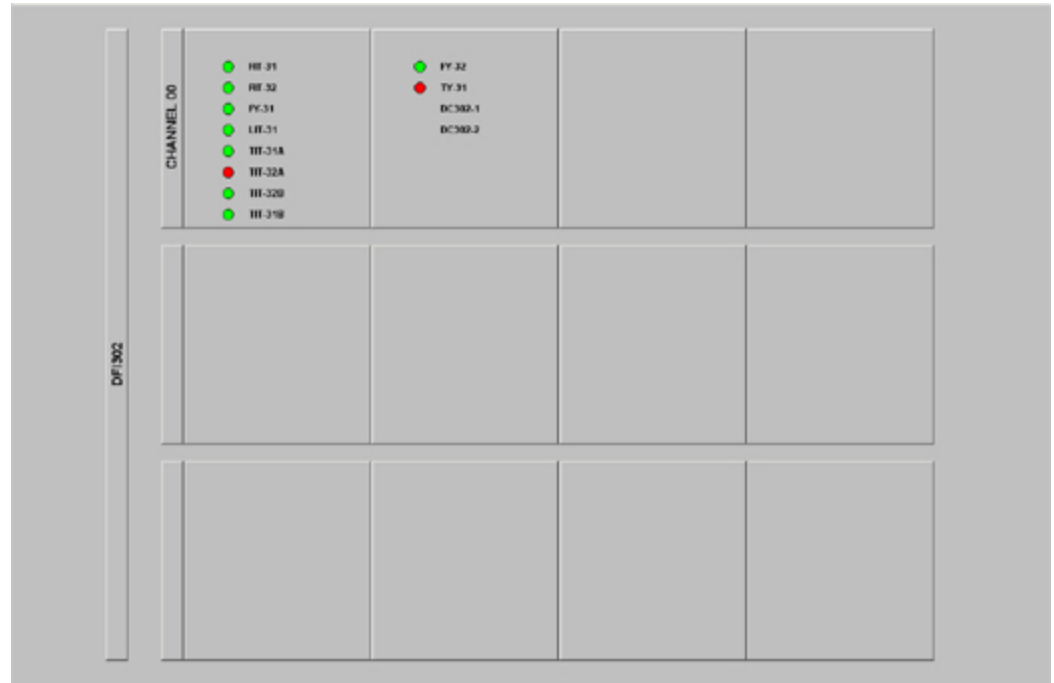 DFI302
CHANNEL 00
FIT-31
FIT-32
FY-31
LIT-31
TIT-31A
TIT-32A
TIT-32B
TIT-31B
FY-32
TY-31
DC302-1
DC302-2